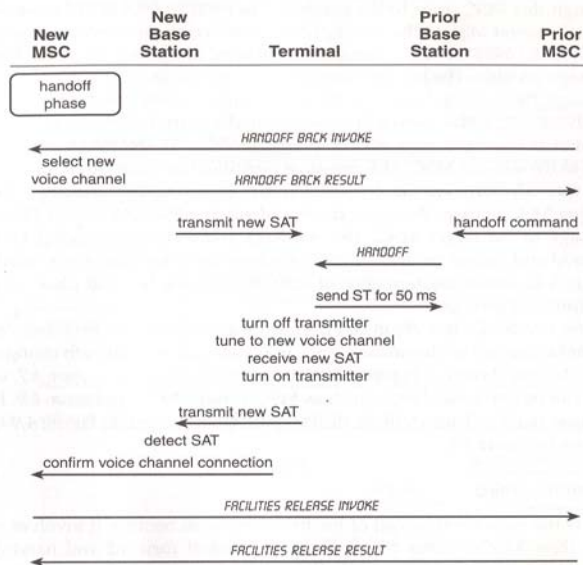 New
MSC
New
Base
Station
Terminal
Prior
Base
Station
Prior
MSC
handoff
phase
HANDOFF BACK INVOKE
select new
voice channel
HANDOFF BACK RESULT
transmit new SAT
handoff command
HANDOFF
send ST for 50 ms
turn off transmitter
tune to new voice channel
receive new SAT
turn on transmitter
transmit new SAT
detect SAT
confirm voice channel connection
FACILITIES RELEASE INVOKE
FACILITIES RELEASE RESULT